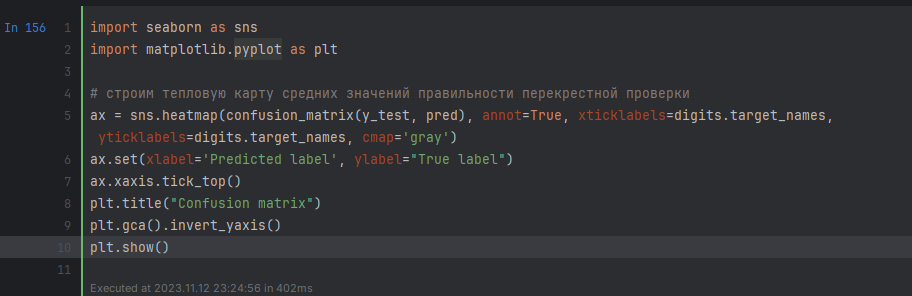 In 156
1 import seaborn as sns
2 import matplotlib.pyplot as plt
3
4 # строим тепловую карту средних значений правильности перекрестной проверки
5 ax = sns.heatmap(confusion_matrix(y_test, pred), annot=True, xticklabels=digits.target_names,
yticklabels=digits.target_names, cmap='gray')
6 ax.set(xlabel='Predicted label', ylabel="True label")
7 ax.xaxis.tick_top()
8 plt.title("Confusion matrix")
9 plt.gca().invert_yaxis()
10 plt.show()
11
Executed at 2023.11.12 23:24:56 in 402ms